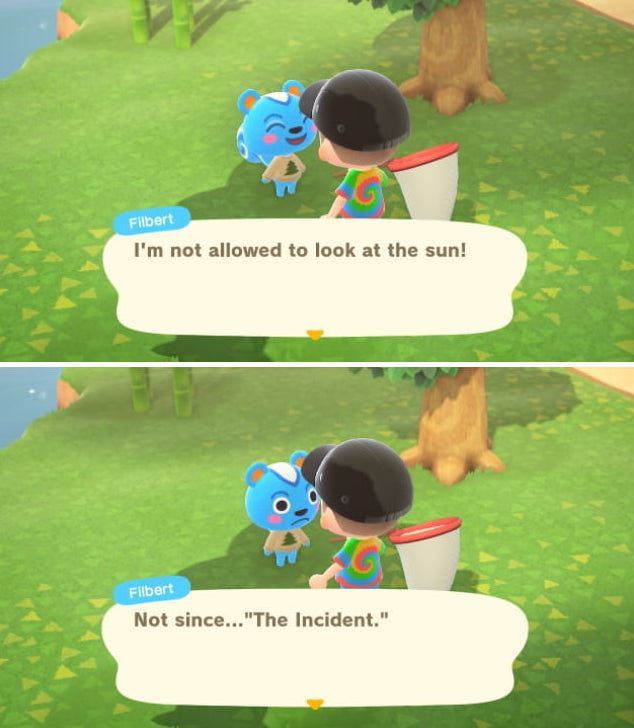 Filbert
I'm not allowed to look at the sun!
Filbert
Not since..."The Incident."